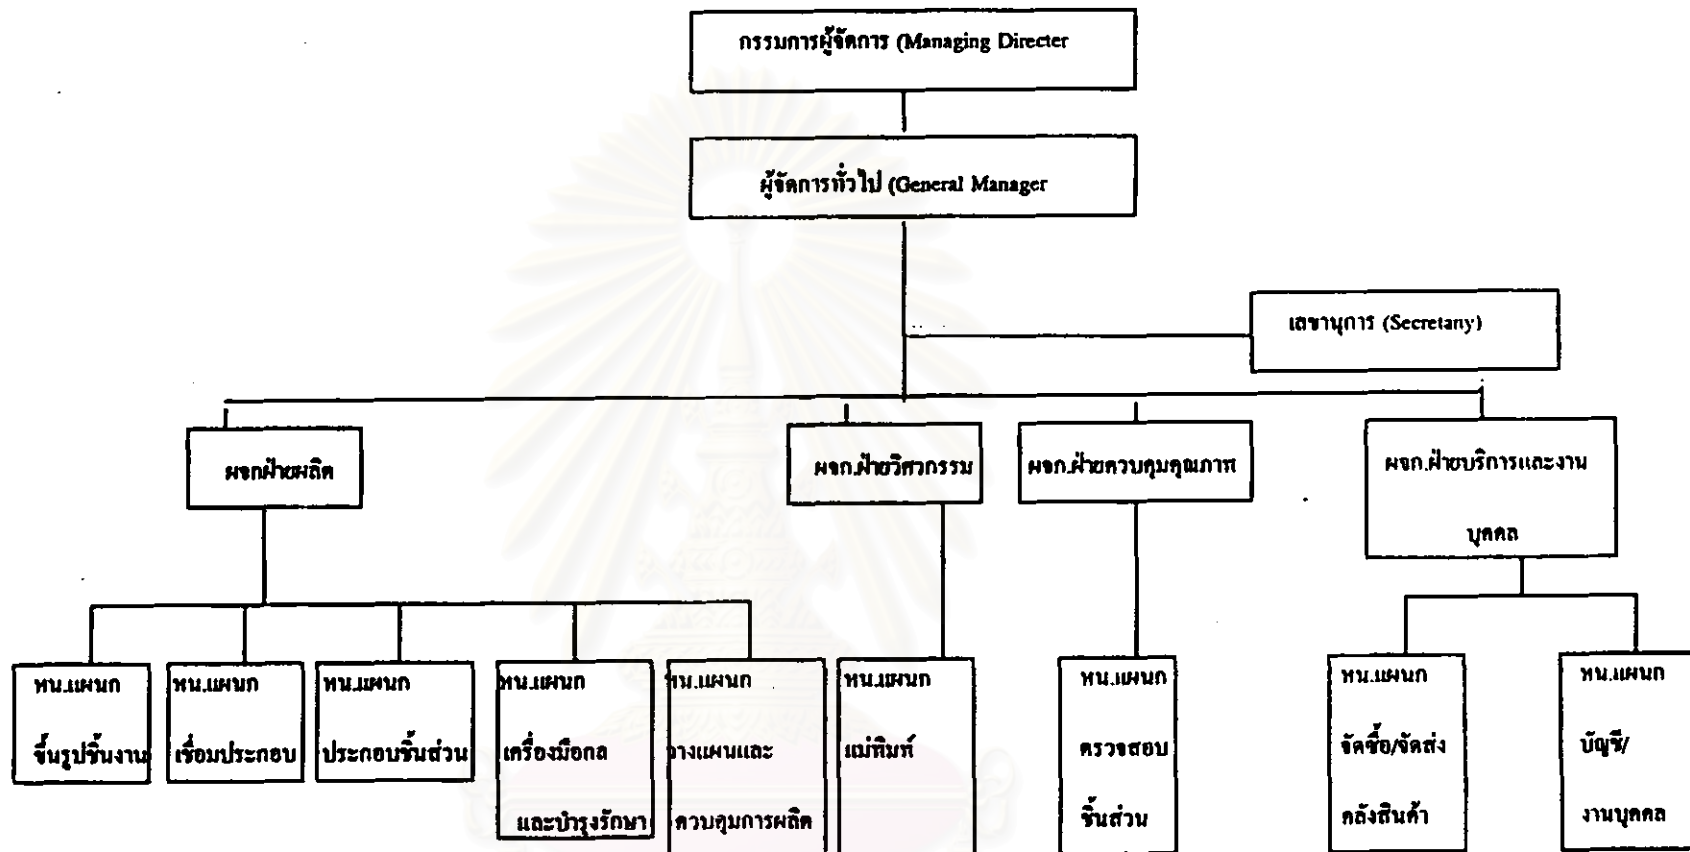 กรรมการผู้จัดการ (Managing Directer
ผู้จัดการทั่วไป (General Manager
เลขานุการ (Secretany)
ผจกฝ่ายผลิต
ผจก.ฝ่ายวิศวกรรม
ผจก.ฝ่ายควบคุมคุณภาพ
ผจก.ฝ่ายบริการและงาน
บุคคล
หน.แผนก
ขึ้นรูปชิ้นงาน
หน.แผนก
เชื่อมประกอบ
หน.แผนก
ประกอบชิ้นส่วน
หน.แผนก
เครื่องมือกล
และบำรุงรักษา
หน.แผนก
วางแผนและ
ควบคุมการผลิต
หน.แผนก
แม่พิมพ์
หน.แผนก
ตรวจสอบ
ชิ้นส่วน
หน.แผนก
จัดซื้อ/จัดส่ง
คลังสินค้า
หน.แผนก
บัญชี/
งานบุคคล